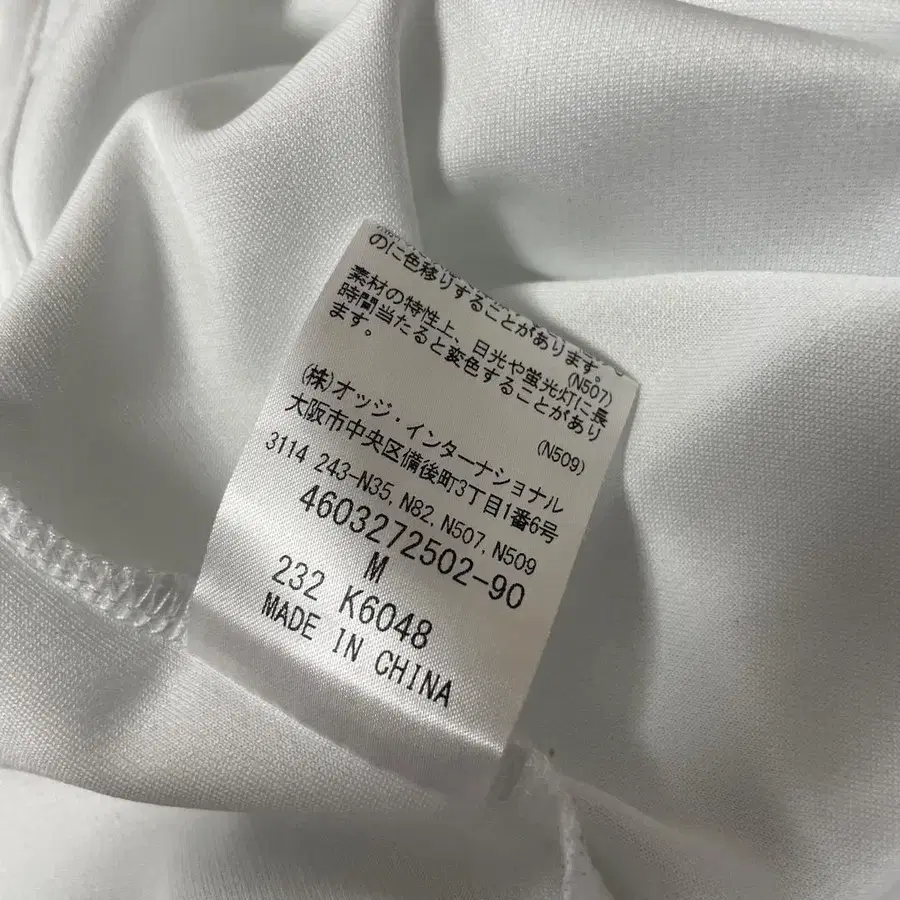 のに色移りすることがあります。
(N507)
素材の特性上、日光や蛍光灯に長
時間当たると変色することがあり
ます。
(N509)
(株)オッジ・インターナショナル
大阪市中央区備後町3丁目1番6号
3114 243-N35, N82, N507, N509
4603272502-90
M
232 K6048
MADE IN CHINA